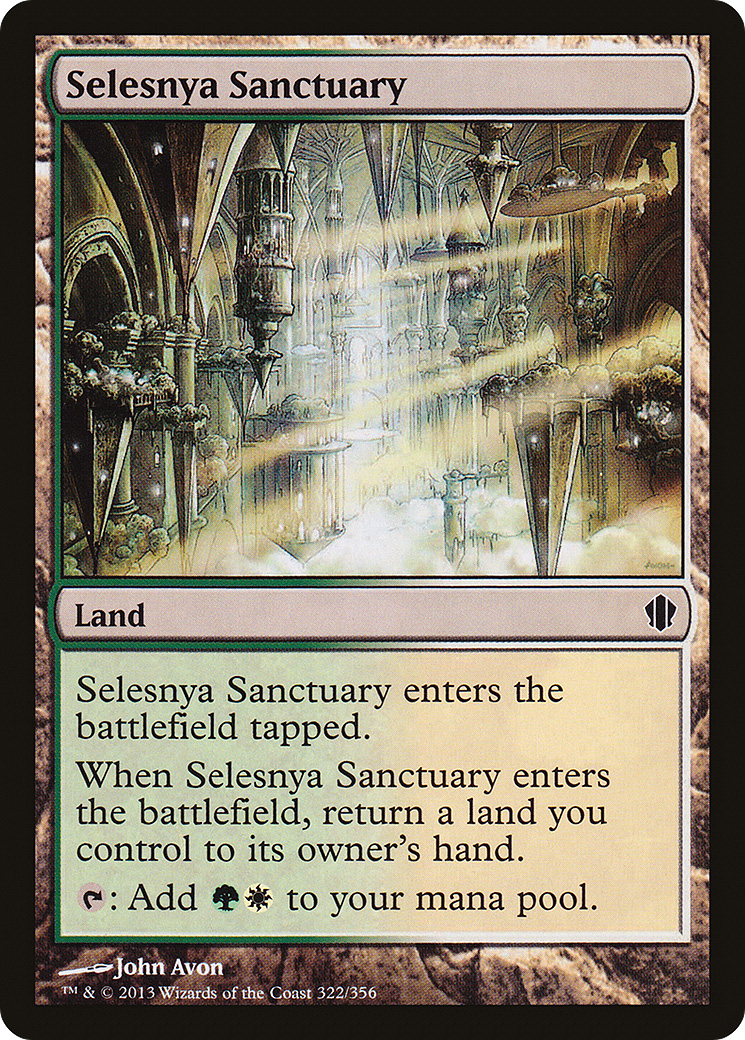 Selesnya Sanctuary
Land
Selesnya Sanctuary enters the
battlefield tapped.
When Selesnya Sanctuary enters
the battlefield, return a land you
control to its owner's hand.
: Add to your mana pool.
John Avon
™ & © 2013 Wizards of the Coast 322/356